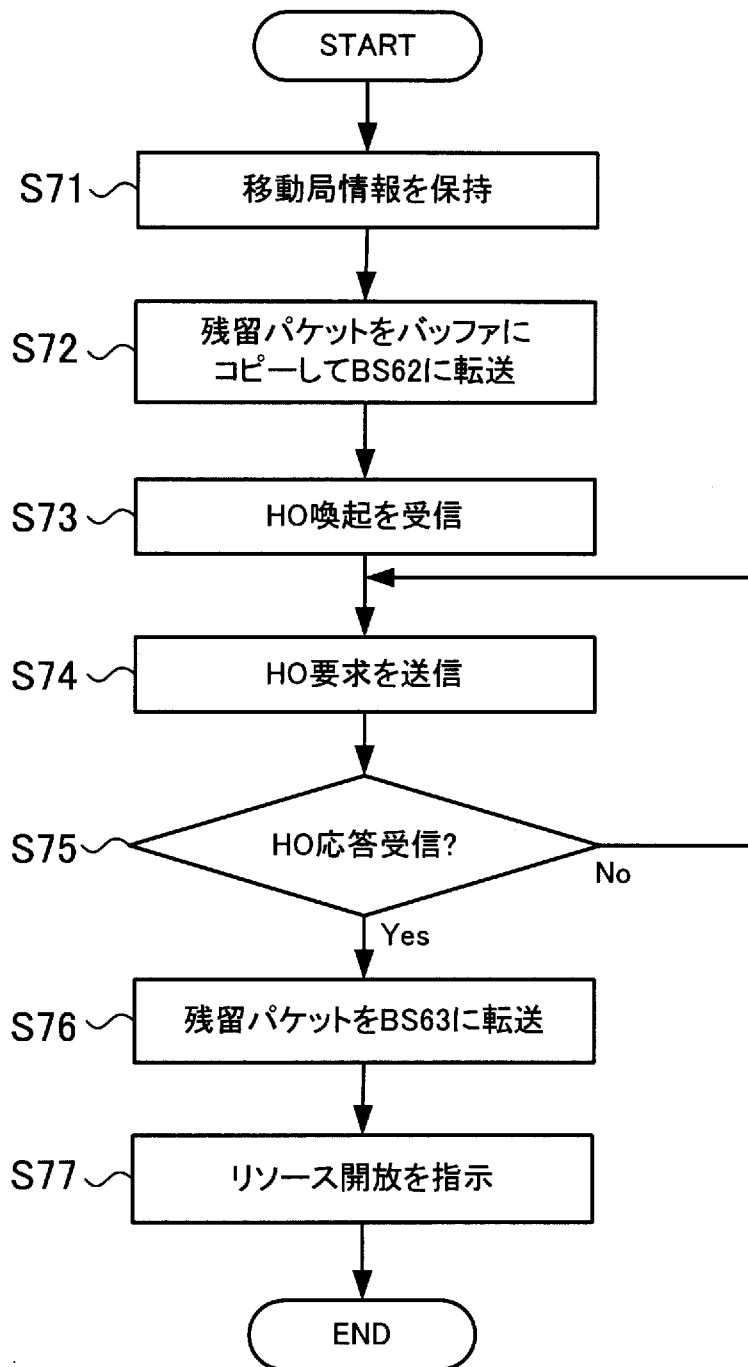 START
S71
移動局情報を保持
S72
残留パケットをバッファに
コピーしてBS62に転送
S73
HO喚起を受信
S74
HO要求を送信
S75
HO応答受信?
No
Yes
S76
残留パケットをBS63に転送
S77
リソース開放を指示
END